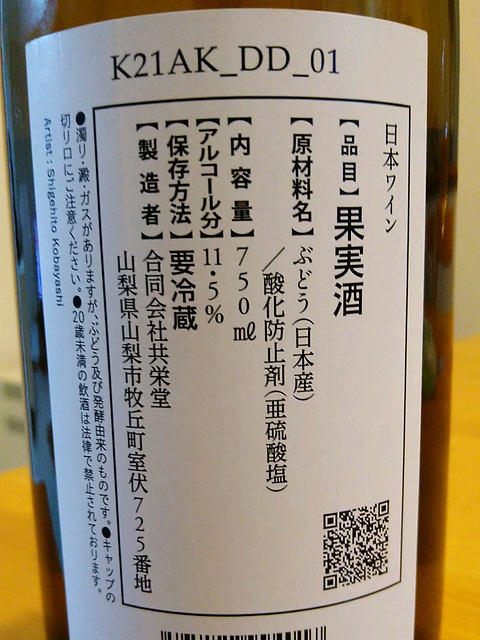 K21AK_DD_01
日本ワイン
【品目】果実酒
【原材料名】ぶどう(日本産)
／酸化防止剤(亜硫酸塩)
【内容量】750㎖
【アルコール分】11・5%
【保存方法】要冷蔵
【製造者】合同会社共栄堂
山梨県山梨市牧丘町室伏725番地
●濁り・澱・ガスがありますが、ぶどう及び発酵由来のものです。●キャップの
切り口にご注意ください。●20歳未満の飲酒は法律で禁止されております。
Artist : Shigehito Kobayashi